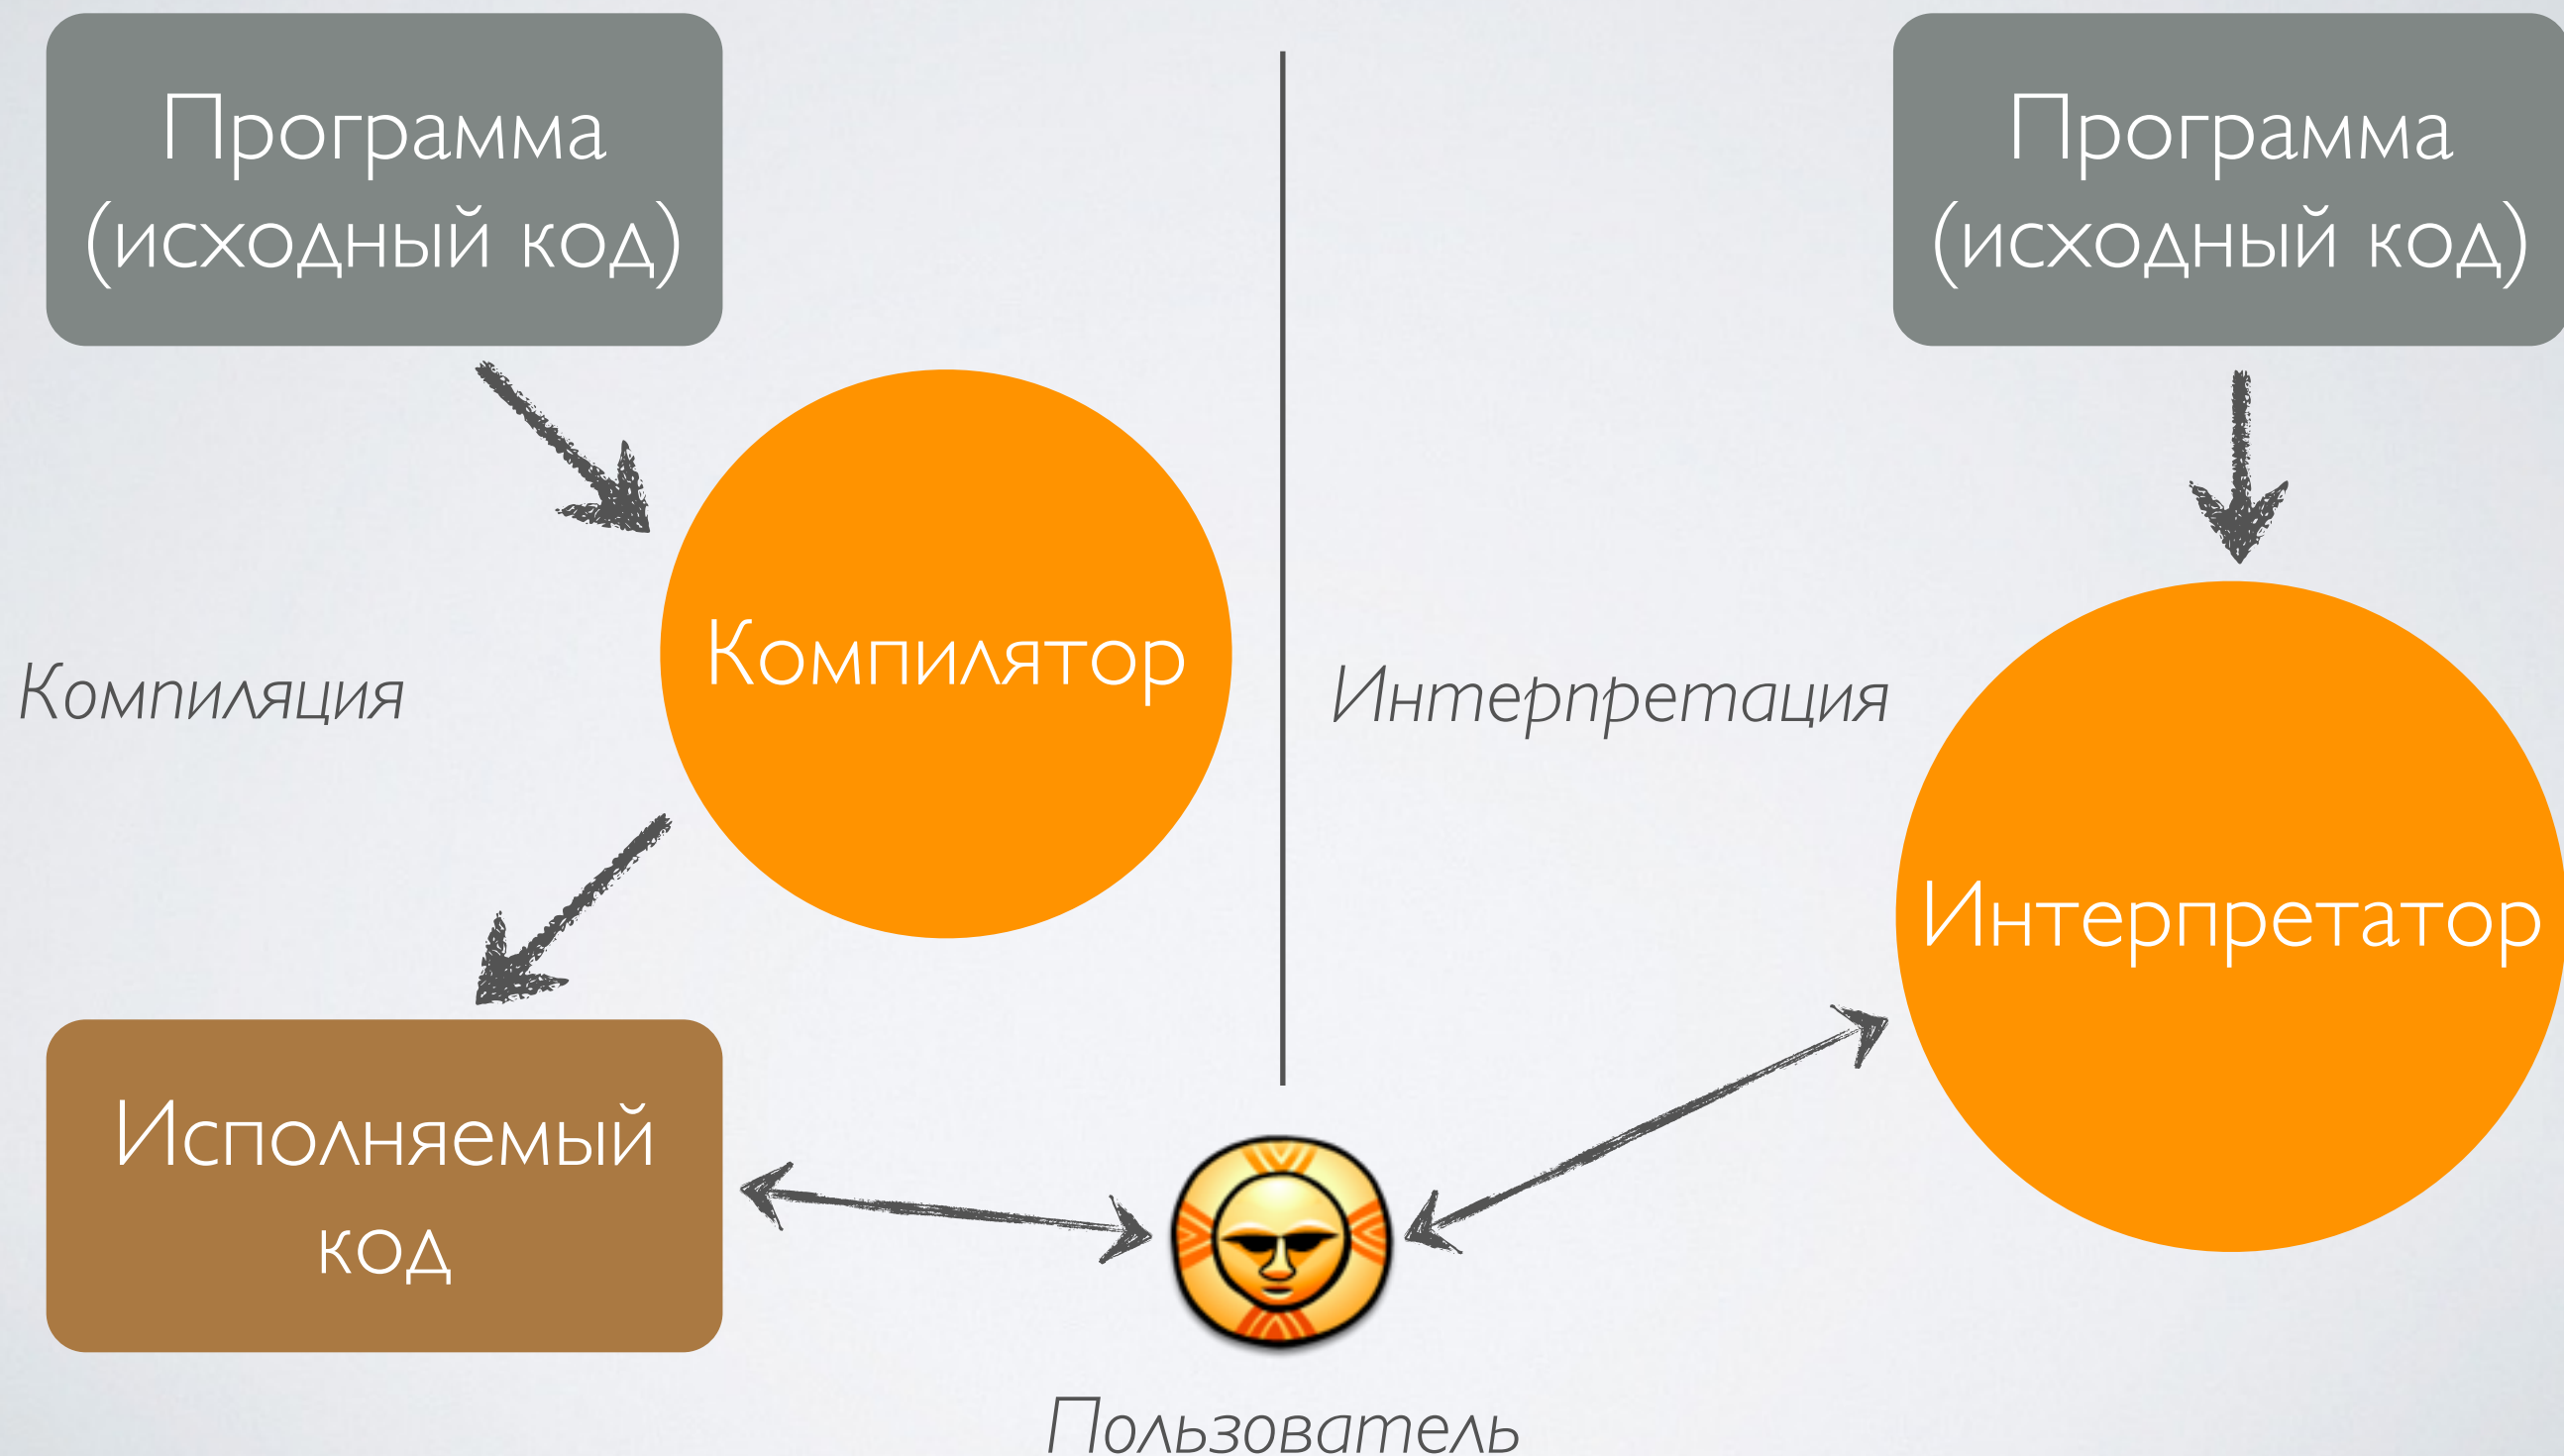 Программа
(исходный код)
Компилятор
Компиляция
Исполняемый
код
Программа
(исходный код)
Интерпретация
Интерпретатор
Пользователь